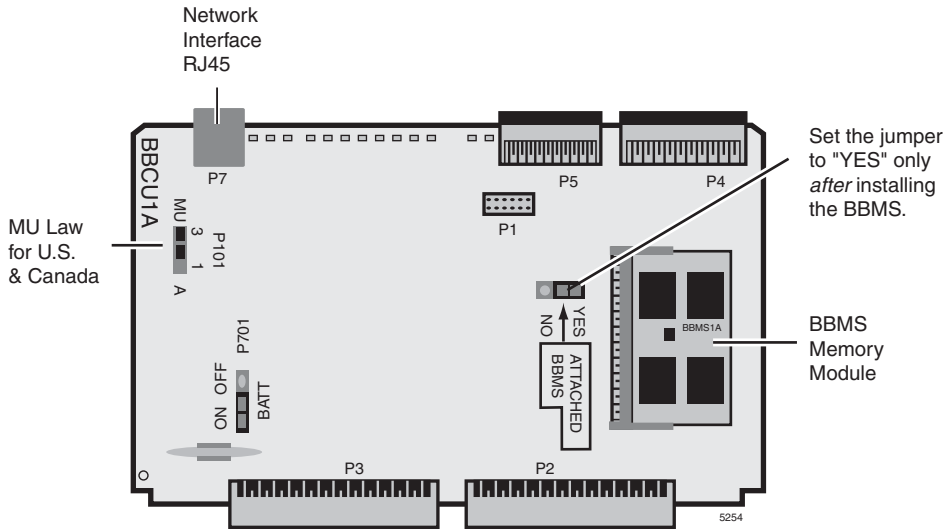 Network
Interface
RJ45
BBCU1A
P7
P5
P4
Set the jumper
to "YES" only
after installing
the BBMS.
MU
3
P101
1
A
MU Law
for U.S.
& Canada
P1
NO
YES
ATTACHED
BBMS
BBMS1A
BBMS
Memory
Module
P701
ON OFF
BATT
P3
P2
5254